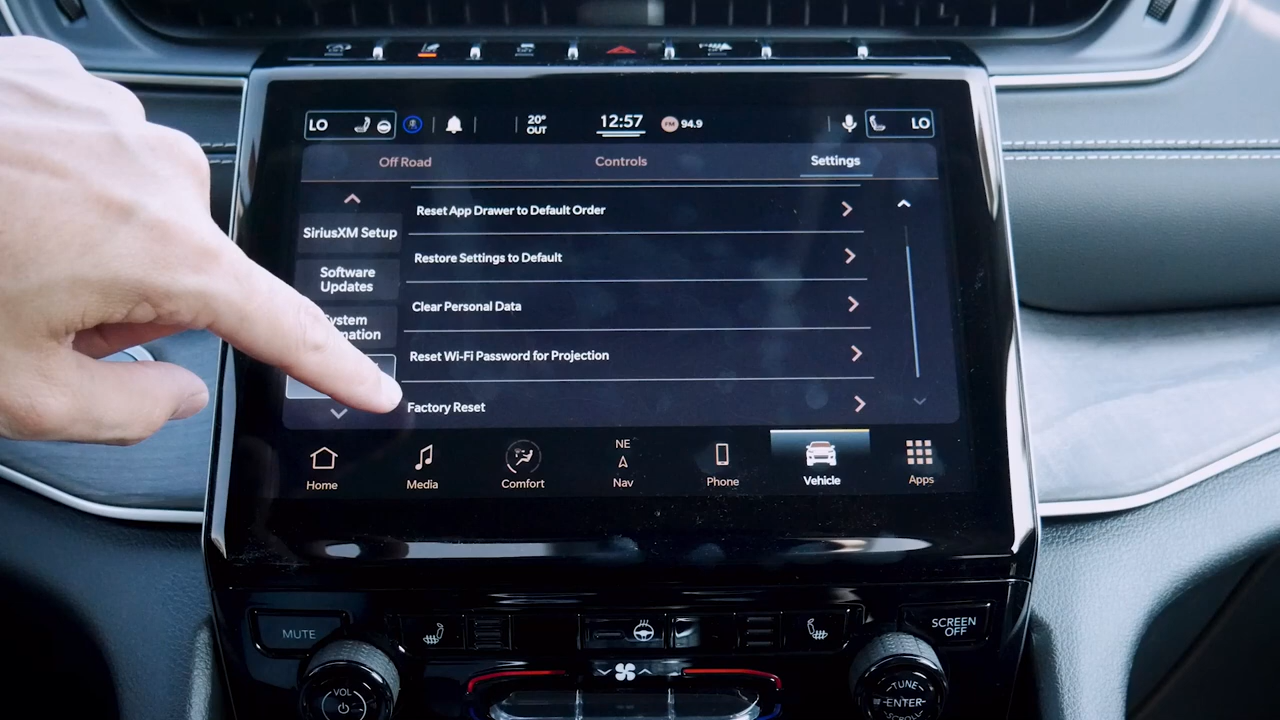 LO
20°
OUT
12:57
FM
94.9
LO
Off Road
Controls
Settings
SiriusXM Setup
Software
Updates
Reset App Drawer to Default Order
Restore Settings to Default
Clear Personal Data
Reset Wi-Fi Password for Projection
Factory Reset
Home
Media
Comfort
NE
Nav
Phone
Vehicle
Apps
MUTE
SCREEN
OFF
VOL
TUNE
ENTER
SCROLL